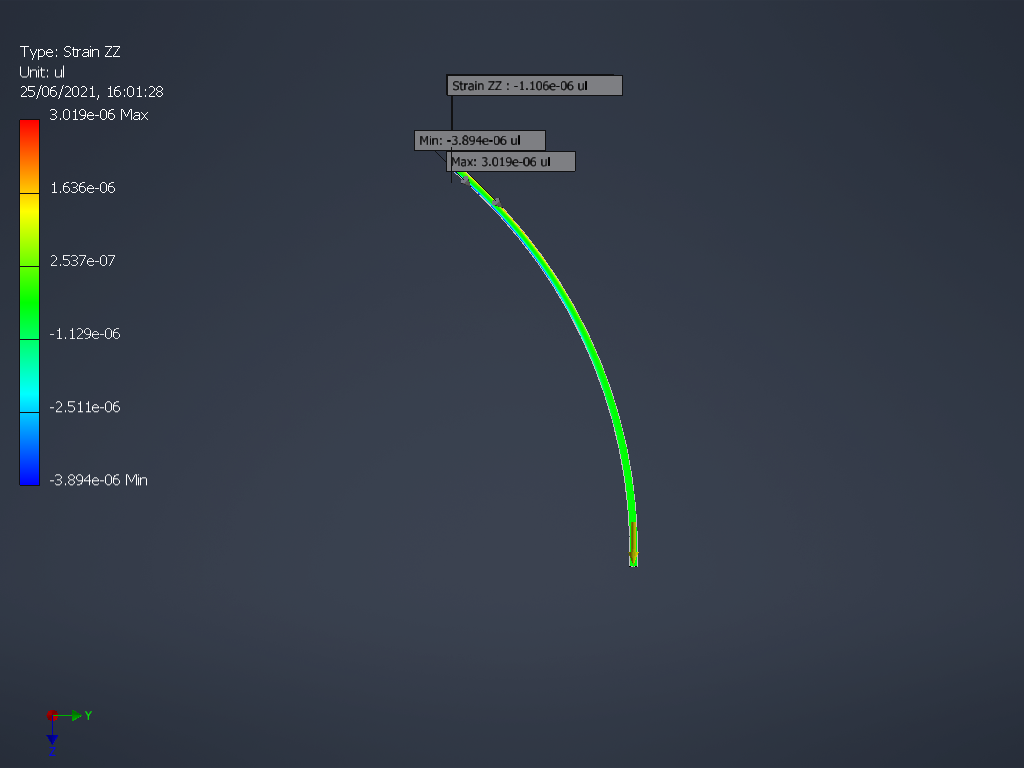 Type: Strain ZZ
Unit: ul
25/06/2021, 16:01:28
3.019e-06 Max
1.636e-06
2.537e-07
-1.129e-06
-2.511e-06
-3.894e-06 Min
Strain ZZ : -1.106e-06 ul
Min: -3.894e-06 ul
Max: 3.019e-06 ul
Y
Z